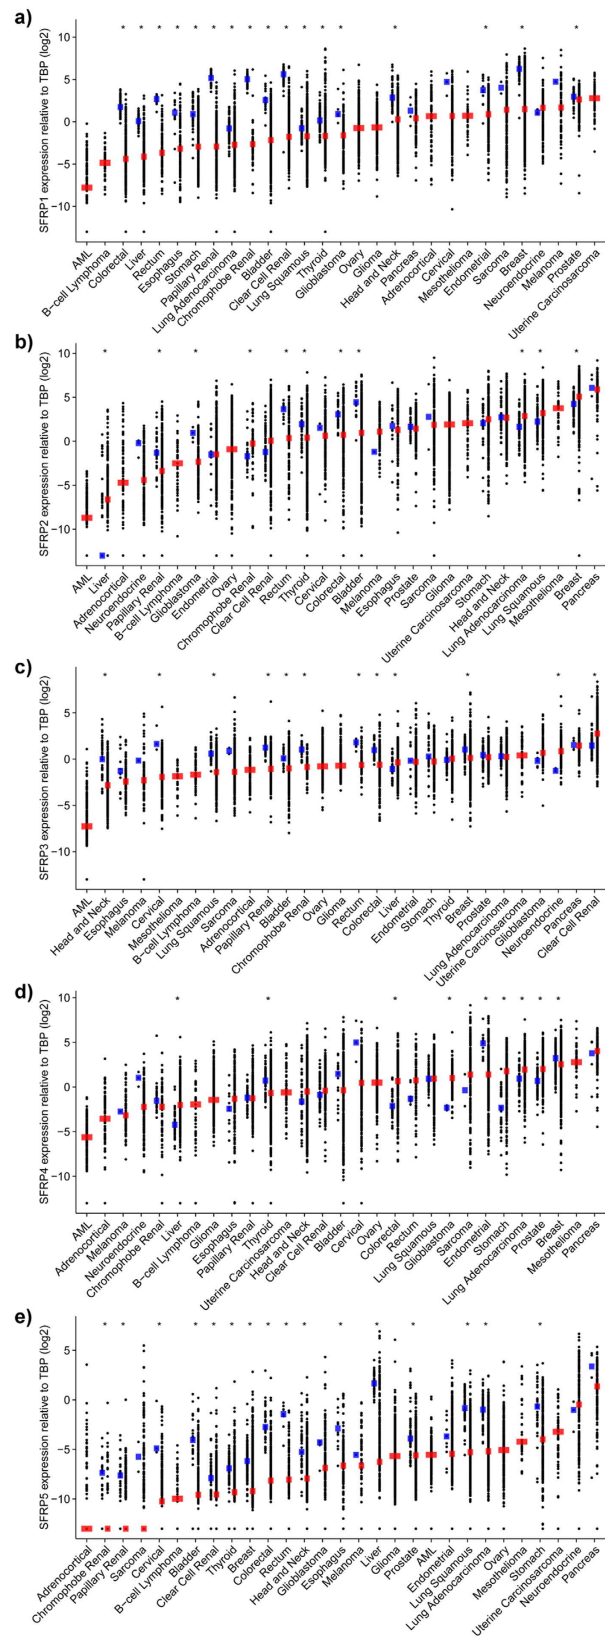 a)
* * * * * * * * * * * * * * * * * *
SFRP1 expression relative to TBP (log2)
10
5
0
−5
−10
AML
B-cell Lymphoma
Colorectal
Liver
Rectum
Esophagus
Stomach
Papillary Renal
Lung Adenocarcinoma
Chromophobe Renal
Bladder
Clear Cell Renal
Lung Squamous
Thyroid
Glioblastoma
Ovary
Glioma
Head and Neck
Pancreas
Adrenocortical
Cervical
Mesothelioma
Endometrial
Sarcoma
Breast
Neuroendocrine
Melanoma
Prostate
Uterine Carcinosarcoma
b)
* * * * * * * * * * *
SFRP2 expression relative to TBP (log2)
10
5
0
−5
−10
AML
Liver
Adrenocortical
Neuroendocrine
Papillary Renal
B-cell Lymphoma
Glioblastoma
Endometrial
Ovary
Chromophobe Renal
Clear Cell Renal
Rectum
Thyroid
Cervical
Colorectal
Bladder
Melanoma
Esophagus
Prostate
Sarcoma
Glioma
Uterine Carcinosarcoma
Stomach
Head and Neck
Lung Adenocarcinoma
Lung Squamous
Mesothelioma
Breast
Pancreas
c)
* * * * * * * * * * * *
SFRP3 expression relative to TBP (log2)
5
0
−5
−10
AML
Head and Neck
Esophagus
Melanoma
Cervical
Mesothelioma
B-cell Lymphoma
Lung Squamous
Sarcoma
Adrenocortical
Papillary Renal
Bladder
Chromophobe Renal
Ovary
Glioma
Rectum
Colorectal
Liver
Endometrial
Stomach
Thyroid
Breast
Prostate
Lung Adenocarcinoma
Uterine Carcinosarcoma
Glioblastoma
Neuroendocrine
Pancreas
Clear Cell Renal
d)
* * * * * * * * *
SFRP4 expression relative to TBP (log2)
10
5
0
−5
−10
AML
Adrenocortical
Melanoma
Neuroendocrine
Chromophobe Renal
Liver
B-cell Lymphoma
Glioma
Esophagus
Papillary Renal
Thyroid
Uterine Carcinosarcoma
Head and Neck
Clear Cell Renal
Bladder
Cervical
Ovary
Colorectal
Rectum
Lung Squamous
Glioblastoma
Sarcoma
Endometrial
Stomach
Lung Adenocarcinoma
Prostate
Breast
Mesothelioma
Pancreas
e)
* * * * * * * * * * * * * * * *
SFRP5 expression relative to TBP (log2)
5
0
−5
−10
Adrenocortical
Chromophobe Renal
Papillary Renal
Sarcoma
Cervical
B-cell Lymphoma
Bladder
Clear Cell Renal
Thyroid
Breast
Colorectal
Rectum
Head and Neck
Glioblastoma
Esophagus
Melanoma
Liver
Glioma
Prostate
AML
Endometrial
Lung Squamous
Lung Adenocarcinoma
Ovary
Mesothelioma
Stomach
Uterine Carcinosarcoma
Neuroendocrine
Pancreas